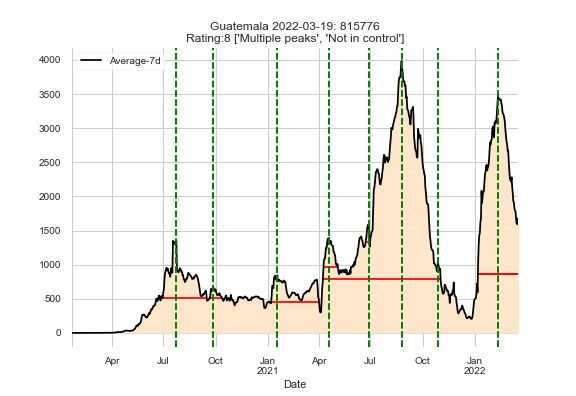 Guatemala 2022-03-19: 815776
Rating:8 ['Multiple peaks', 'Not in control']
Average-7d
4000
3500
3000
2500
2000
1500
1000
500
0
Apr Jul Oct Jan Apr Jul Oct Jan
2021 2022
Date